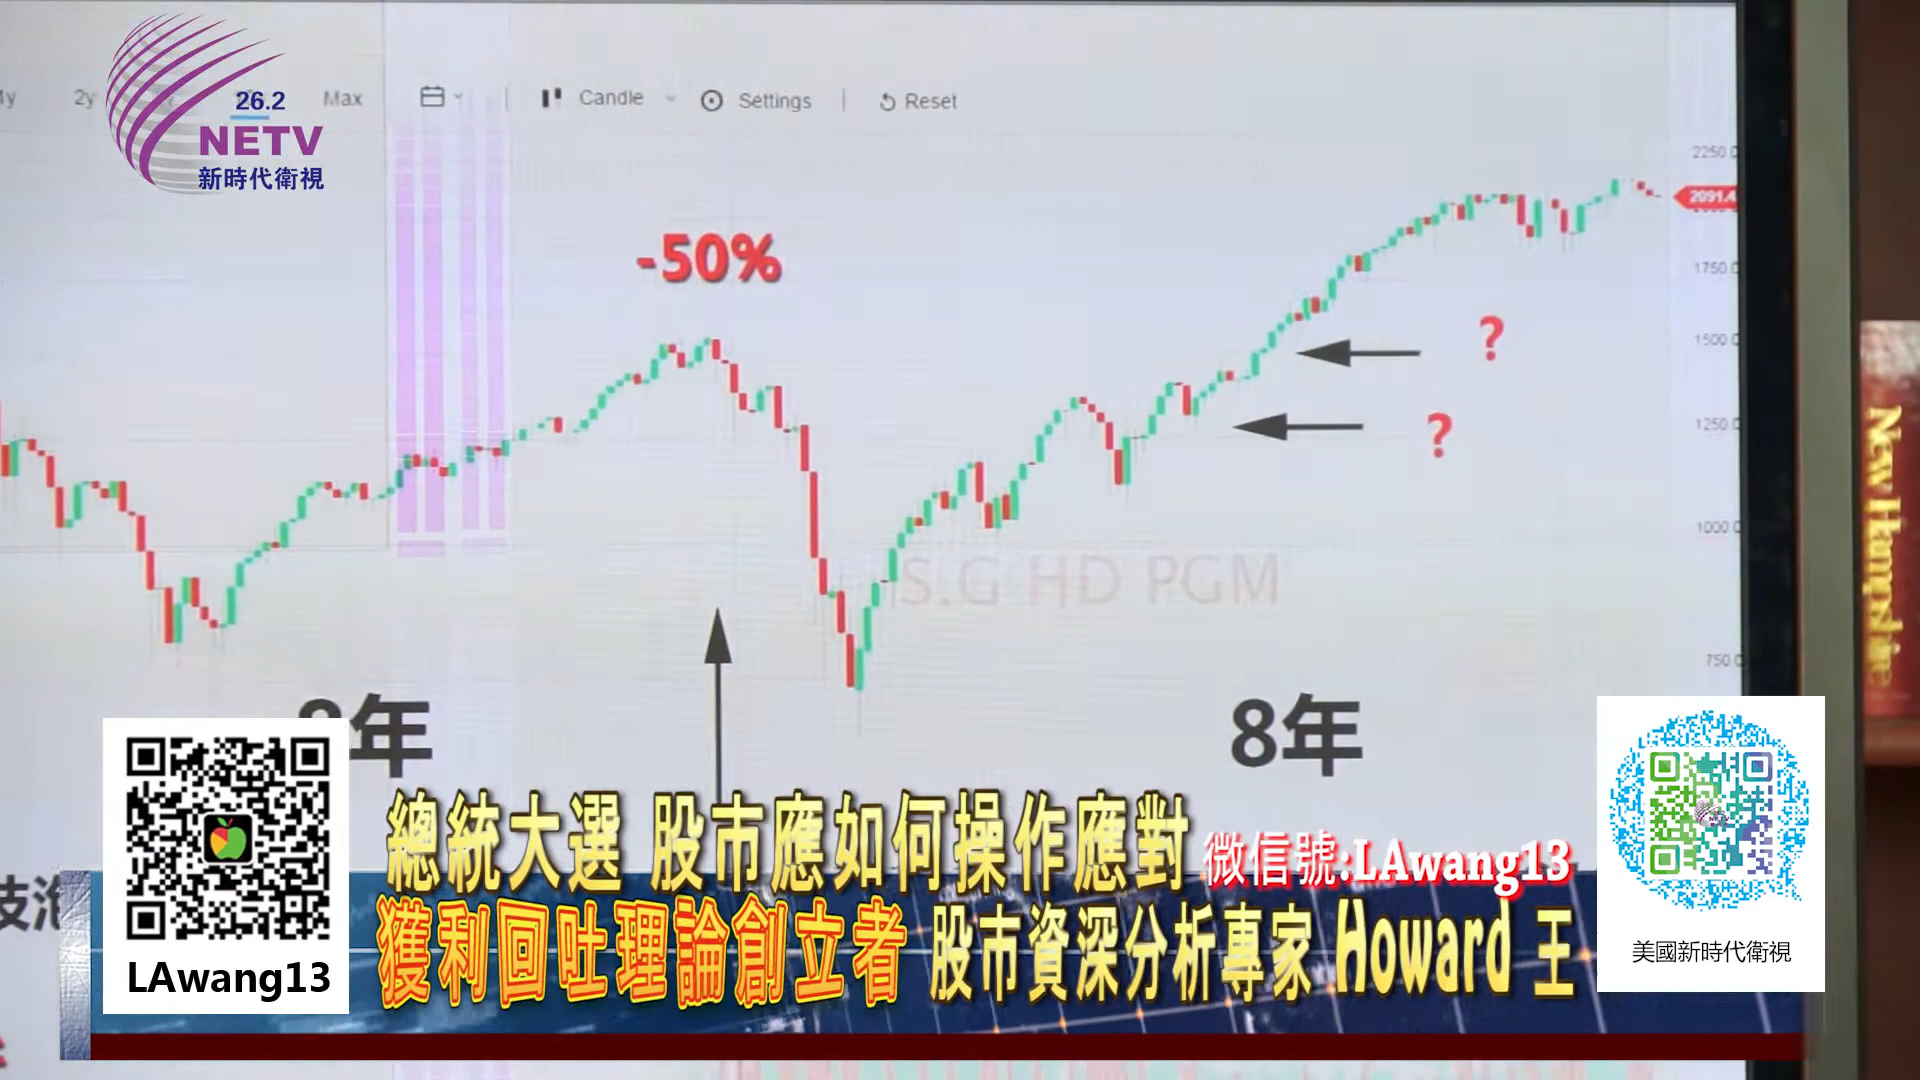 2y
26.2
NETV
新時代衛視
Max
Candle
Settings
Reset
2250
2091.4
-50%
1750
?
1500
?
1250
1000
S.G HD PGM
750
年
8年
總統大選 股市應如何操作應對
微信號:LAwang13
獲利回吐理論創立者
股市資深分析專家 Howard 王
LAwang13
美國新時代衛視
New Hampshire